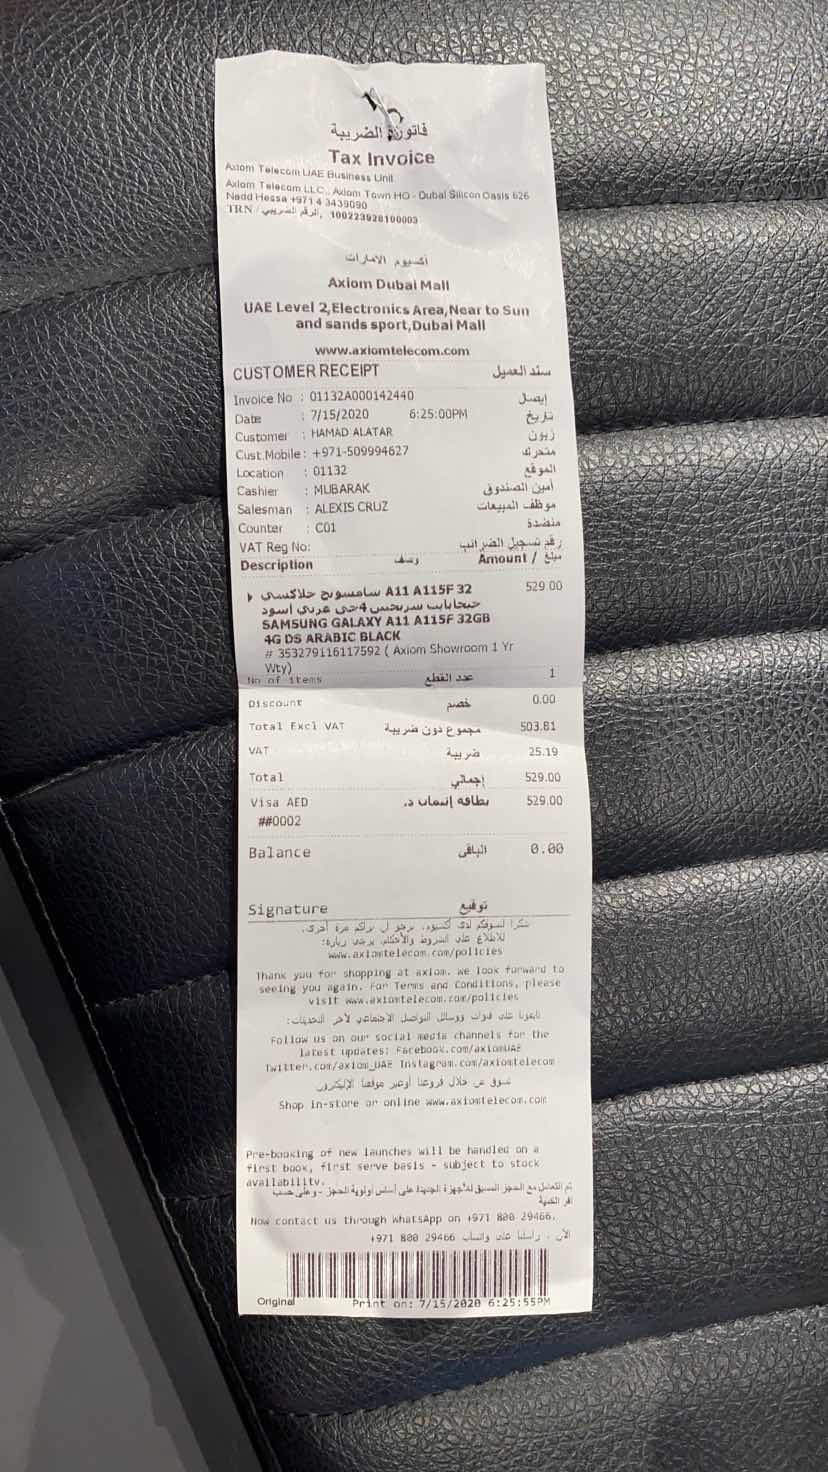 فاتورة الضريبة
Tax Invoice
Axiom Telecom UAE Business Unit
Axiom Telecom LLC., Axiom Town HO - Dubai Silicon Oasis 626
Nadd Hessa +971 4 3439090
TRN / الرقم الضريبي, 100223928100003
أكسيوم الامارات
Axiom Dubai Mall
UAE Level 2,Electronics Area,Near to Sun
and sands sport,Dubai Mall
www.axiomtelecom.com
CUSTOMER RECEIPT سند العميل
Invoice No : 01132A000142440 إيصال
Date : 7/15/2020 6:25:00PM تاريخ
Customer : HAMAD ALATAR زبون
Cust.Mobile : +971-509994627 متحرك
Location : 01132 الموقع
Cashier : MUBARAK أمين الصندوق
Salesman : ALEXIS CRUZ موظف المبيعات
Counter : C01 منضدة
VAT Reg No: رقم تسجيل الضرائب
Description وصف Amount / مبلغ
سامسونج جلاكسي A11 A115F 32 529.00
جيجابايت شريحتين 4جي عربي اسود
SAMSUNG GALAXY A11 A115F 32GB
4G DS ARABIC BLACK
# 353279116117592 ( Axiom Showroom 1 Yr
Wty)
No of items عدد القطع 1
Discount خصم 0.00
Total Excl VAT مجموع دون ضريبة 503.81
VAT ضريبة 25.19
Total إجمالي 529.00
Visa AED بطاقه إئتمان د. 529.00
##0002
Balance الباقى 0.00
Signature توقيع
شكرا لتسوقكم لدى أكسيوم، نرجو أن نراكم مرة أخرى.
للاطلاع على الشروط والأحكام، يرجى زيارة:
www.axiomtelecom.com/policies
Thank you for shopping at axiom. We look forward to
seeing you again. For Terms and Conditions, please
visit www.axiomtelecom.com/policies
تابعونا على قنوات ووسائل التواصل الاجتماعي لآخر التحديثات:
Follow us on our social media channels for the
latest updates: Facebook.com/axiomUAE
Twitter.com/axiom_UAE Instagram.com/axiomtelecom
تسوق من خلال فروعنا أوعبر موقعنا الإليكترونى
Shop in-store or online www.axiomtelecom.com
Pre-booking of new launches will be handled on a
first book, first serve basis - subject to stock
availability.
تم التعامل مع الحجز المسبق للأجهزة الجديدة على أساس أولوية الحجز - وعلى حسب
الكمية
Now contact us through WhatsApp on +971 800 29466.
الآن , راسلنا على واتساب +971 800 29466
Original Print on: 7/15/2020 6:25:55PM